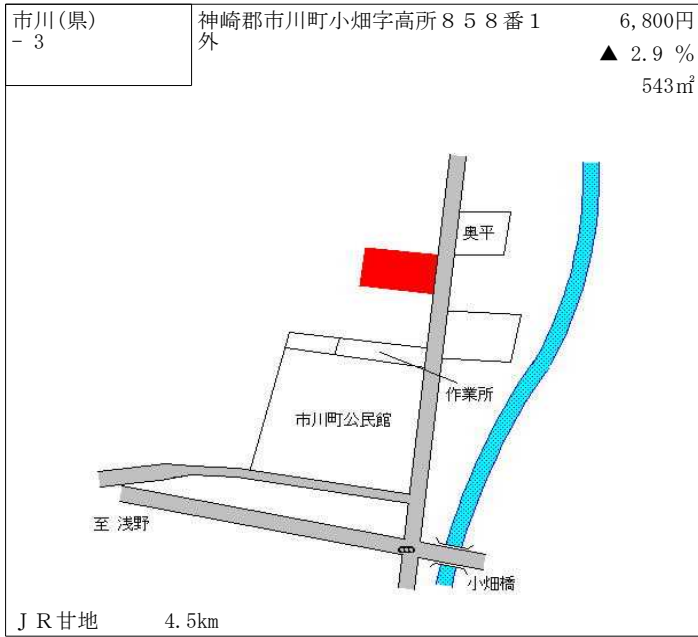 市川(県)
- 3
神崎郡市川町小畑字高所８５８番１
外
6,800円
▲ 2.9 %
543㎡
奥平
作業所
市川町公民館
至 浅野
小畑橋
ＪＲ甘地 4.5km